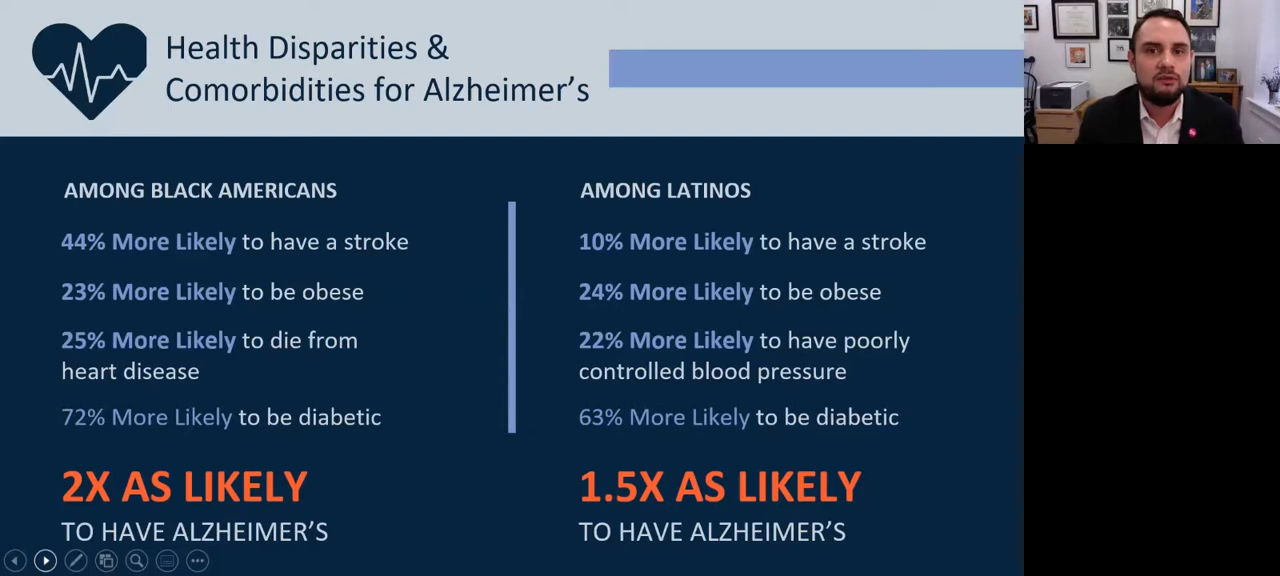 Health Disparities &
Comorbidities for Alzheimer’s
AMONG BLACK AMERICANS
44% More Likely to have a stroke
23% More Likely to be obese
25% More Likely to die from
heart disease
72% More Likely to be diabetic
2X AS LIKELY
TO HAVE ALZHEIMER’S
AMONG LATINOS
10% More Likely to have a stroke
24% More Likely to be obese
22% More Likely to have poorly
controlled blood pressure
63% More Likely to be diabetic
1.5X AS LIKELY
TO HAVE ALZHEIMER’S